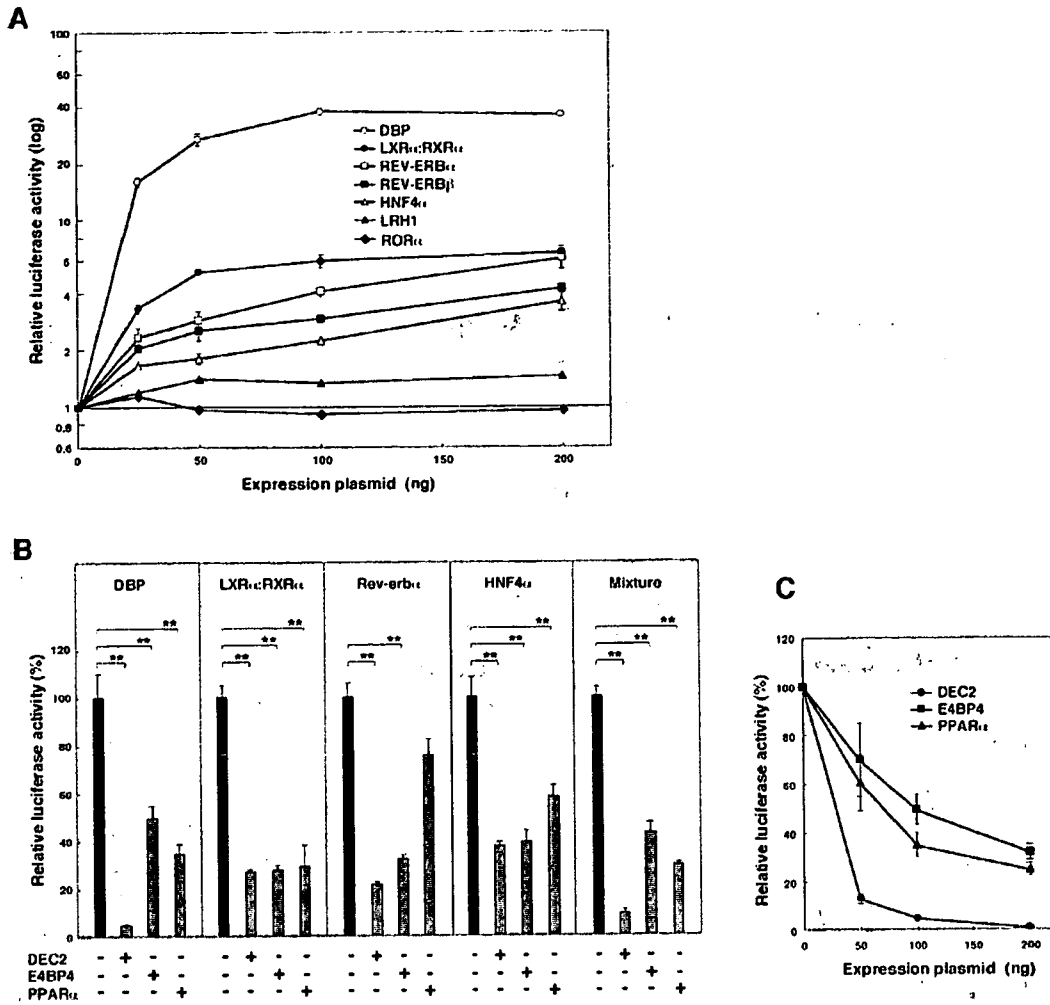 A
100
60
40
20
10
6
4
2
1
0.8
0.6
Relative luciferase activity (log)
DBP
LXRα:RXRα
REV-ERBα
REV-ERBβ
HNF4α
LRH1
RORα
0 50 100 150 200
Expression plasmid (ng)
B
DBP LXRα:RXRα Rev-erbα HNF4α Mixture
** ** **
** ** **
** **
** ** **
** ** **
120
100
80
60
40
20
0
Relative luciferase activity (%)
DEC2 - + - - - + - - - + - - - + - - - + - -
E4BP4 - - + - - - + - - - + - - - + - - - + -
PPARα - - - + - - - + - - - + - - - + - - - +
C
120
100
80
60
40
20
0
Relative luciferase activity (%)
DEC2
E4BP4
PPARα
0 50 100 150 200
Expression plasmid (ng)